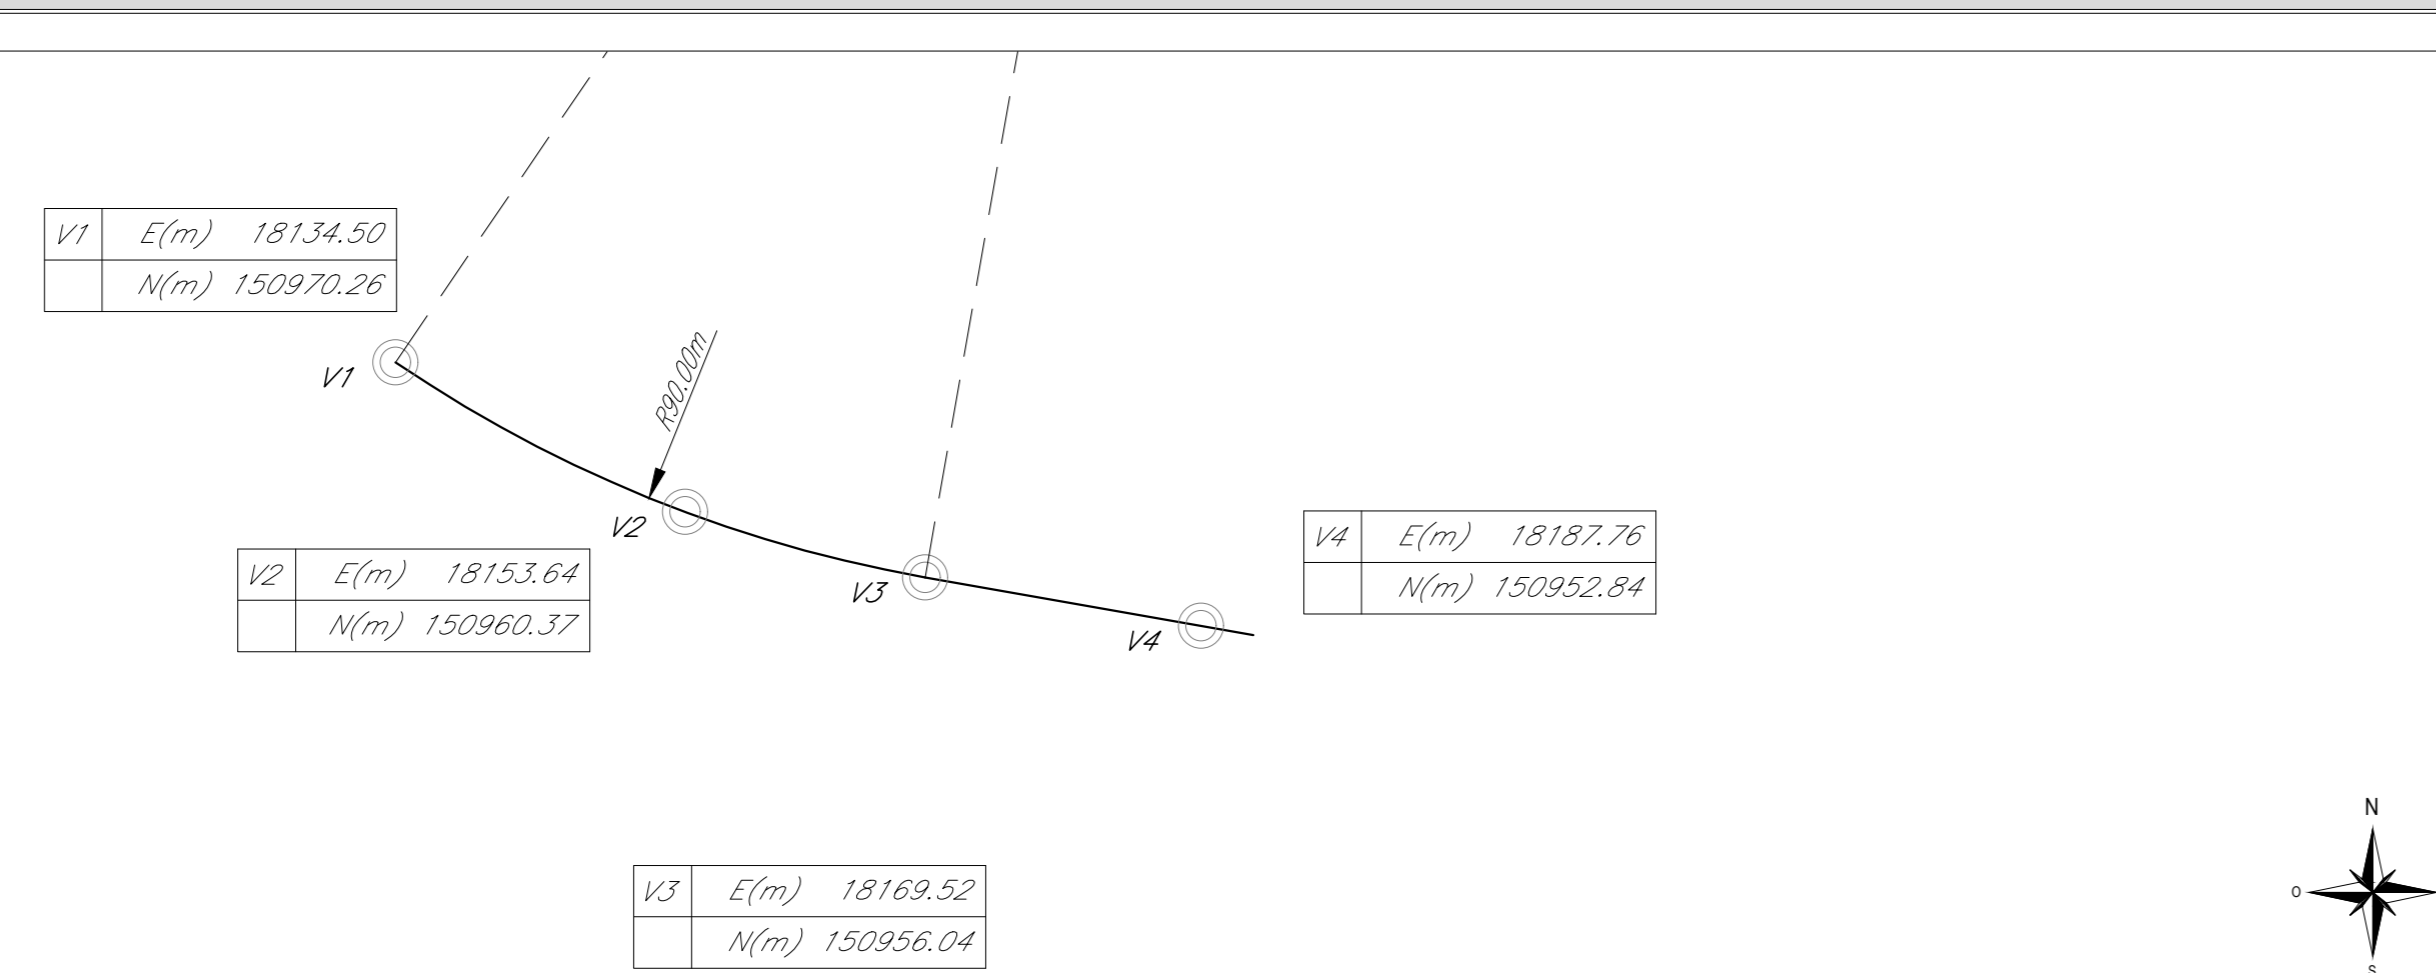 V1 E(m) 18134.50
N(m) 150970.26
V1
R90.00m
V2
V2 E(m) 18153.64
N(m) 150960.37
V3
V4 E(m) 18187.76
N(m) 150952.84
V4
V3 E(m) 18169.52
N(m) 150956.04
N
O
S